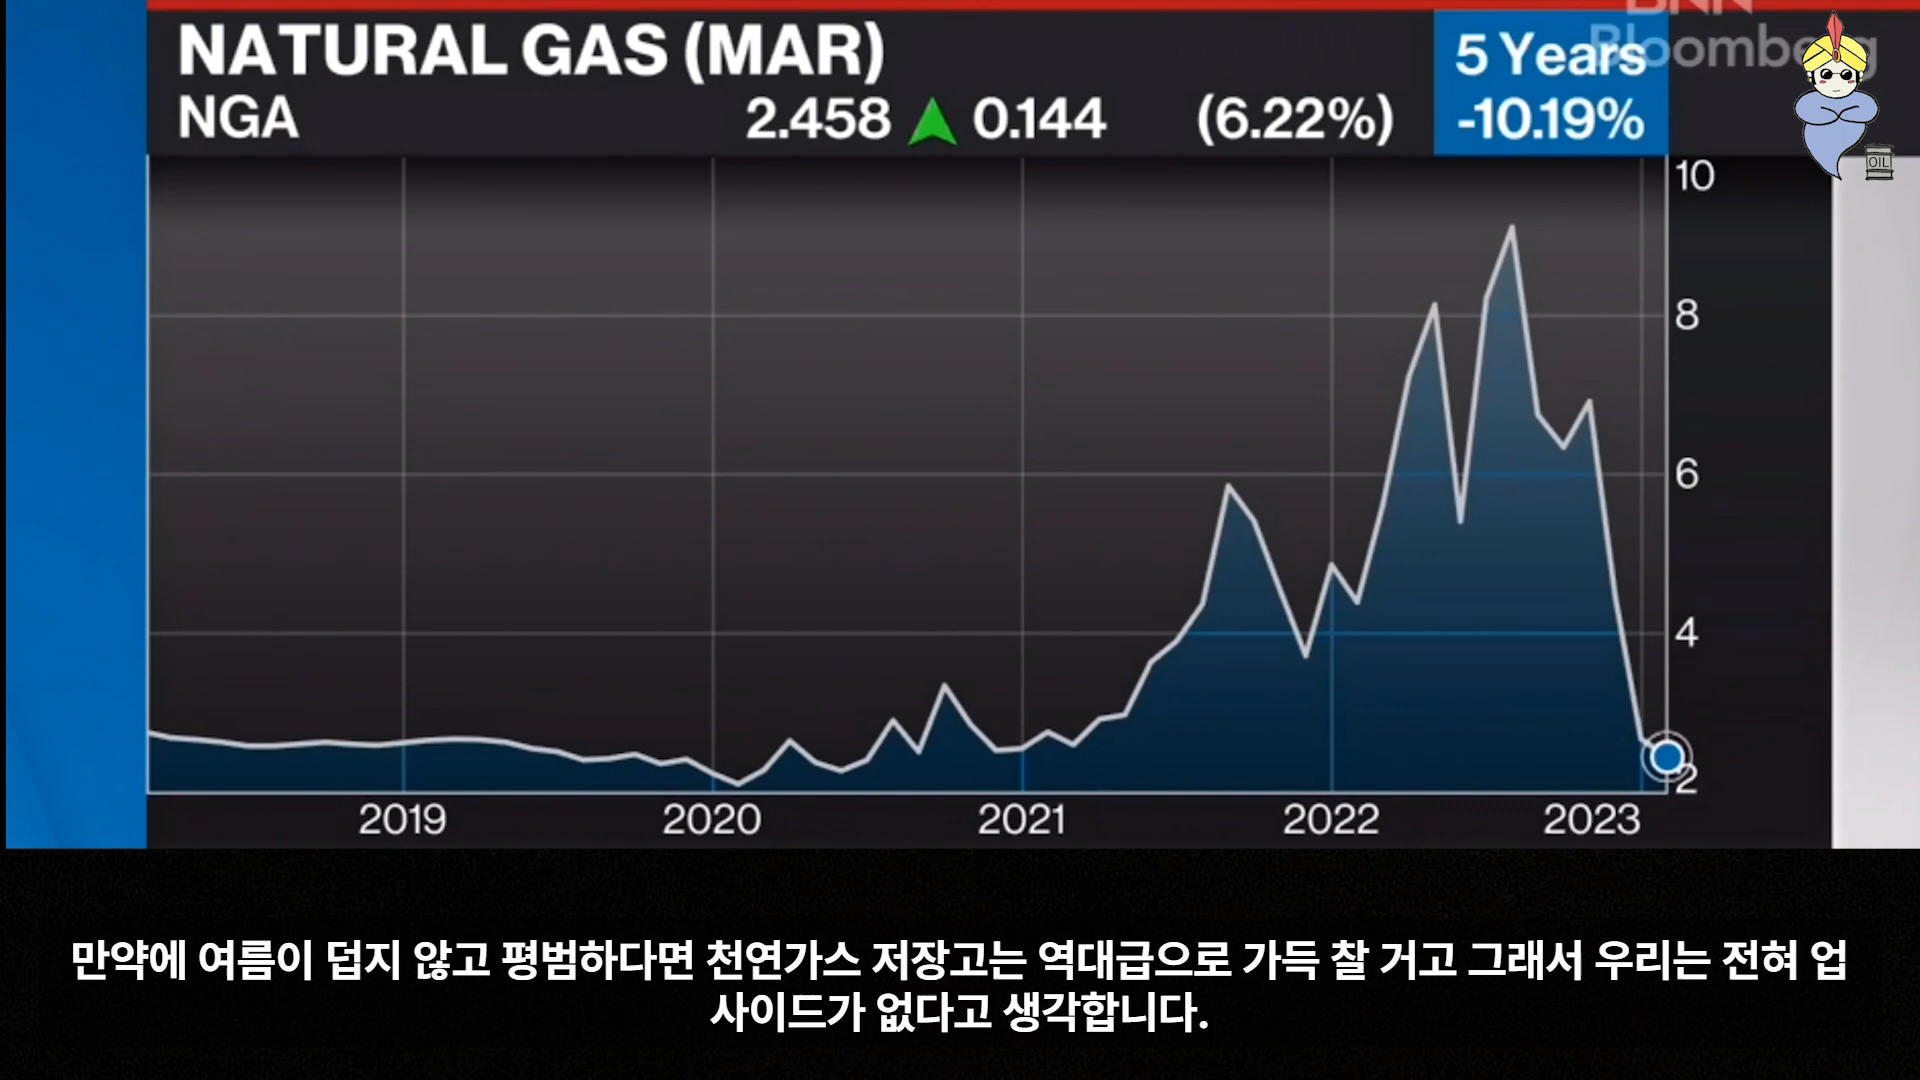 BNN
Bloomberg
NATURAL GAS (MAR)
NGA
2.458 ▲ 0.144 (6.22%)
5 Years
-10.19%
OIL
10
8
6
4
2
2019 2020 2021 2022 2023
만약에 여름이 덥지 않고 평범하다면 천연가스 저장고는 역대급으로 가득 찰 거고 그래서 우리는 전혀 업
사이드가 없다고 생각합니다.